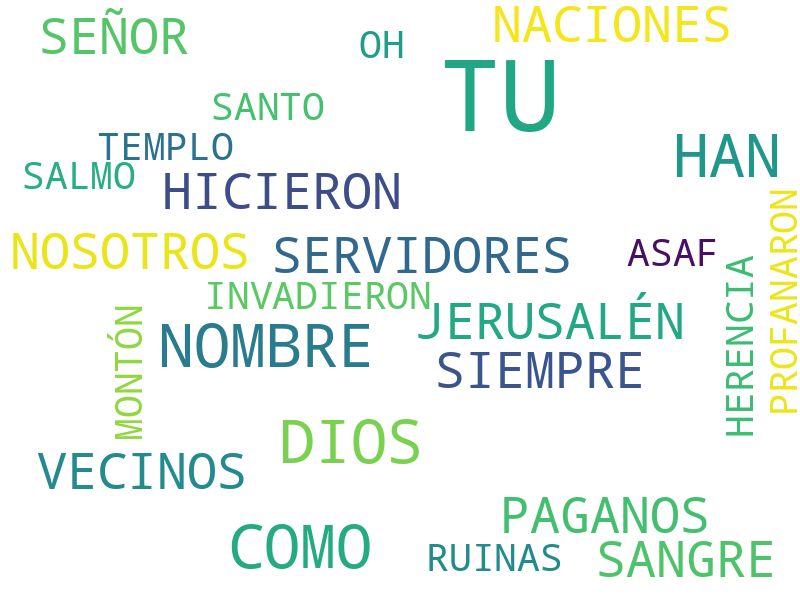 SEÑOR
OH
NACIONES
TU
SANTO
TEMPLO
HAN
SALMO
HICIERON
NOSOTROS
SERVIDORES
ASAF
PROFANARON
HERENCIA
INVADIERON
JERUSALÉN
MONTÓN
NOMBRE
SIEMPRE
DIOS
VECINOS
PAGANOS
COMO
RUINAS
SANGRE